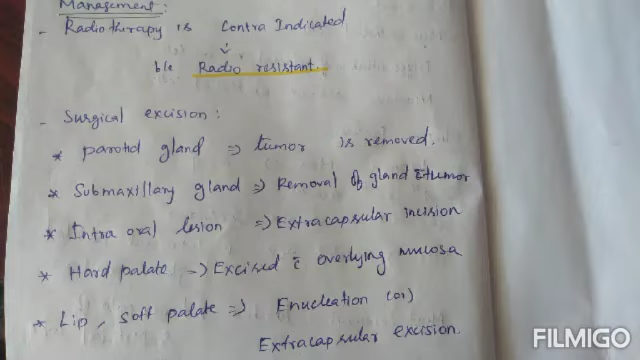 Management:
- Radiotherapy is Contra Indicated
↓
b/c Radio resistant.
- Surgical excision:
* parotid gland => tumor is removed.
* Submaxillary gland => Removal of gland & tumor
* Intra oral lesion => Extracapsular incision
* Hard palate -> Excised c̄ overlying mucosa
* Lip, soft palate => Enucleation (or)
Extracapsular excision.
FILMIGO